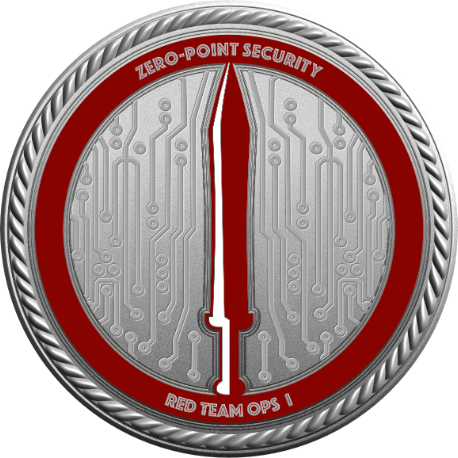 ZERO-POINT SECURITY
RED TEAM OPS I